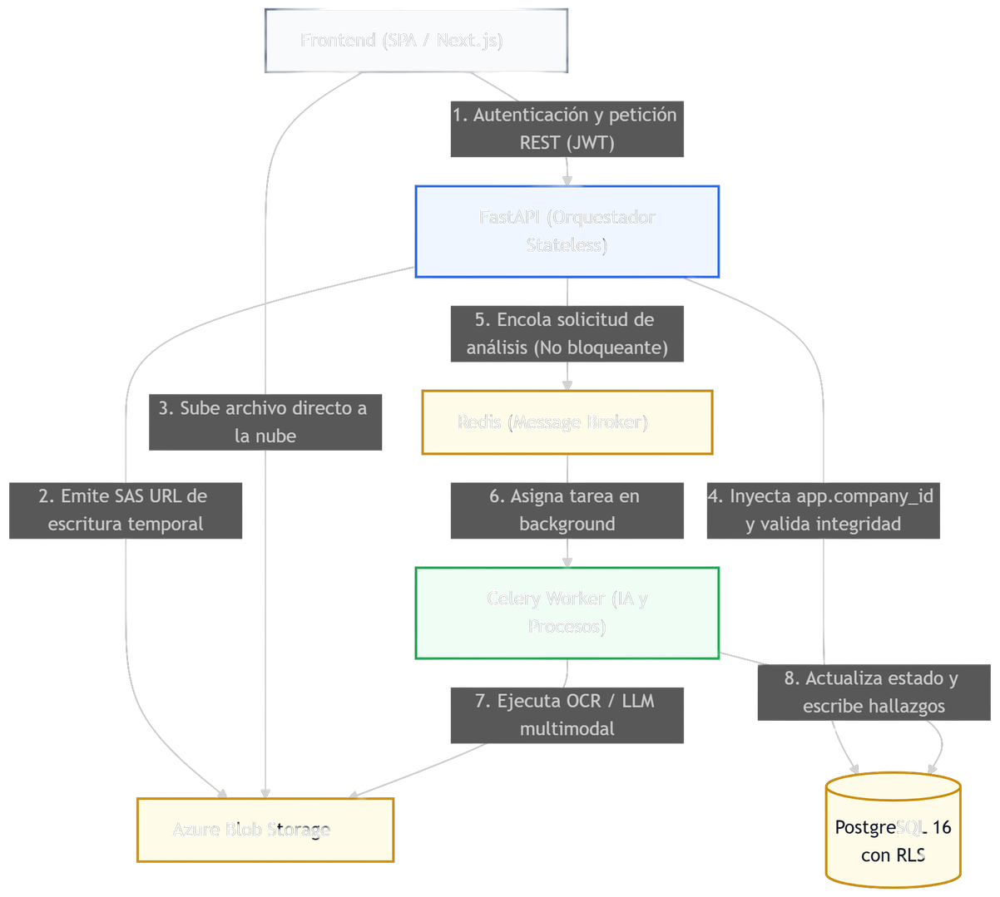 Frontend (SPA / Next.js)
1. Autenticación y petición
REST (JWT)
FastAPI (Orquestador
Stateless)
5. Encola solicitud de
análisis (No bloqueante)
3. Sube archivo directo a
la nube
Redis (Message Broker)
2. Emite SAS URL de
escritura temporal
6. Asigna tarea en
background
4. Inyecta app.company_id
y valida integridad
Celery Worker (IA y
Procesos)
8. Actualiza estado y
escribe hallazgos
7. Ejecuta OCR / LLM
multimodal
Azure Blob Storage
PostgreSQL 16
con RLS